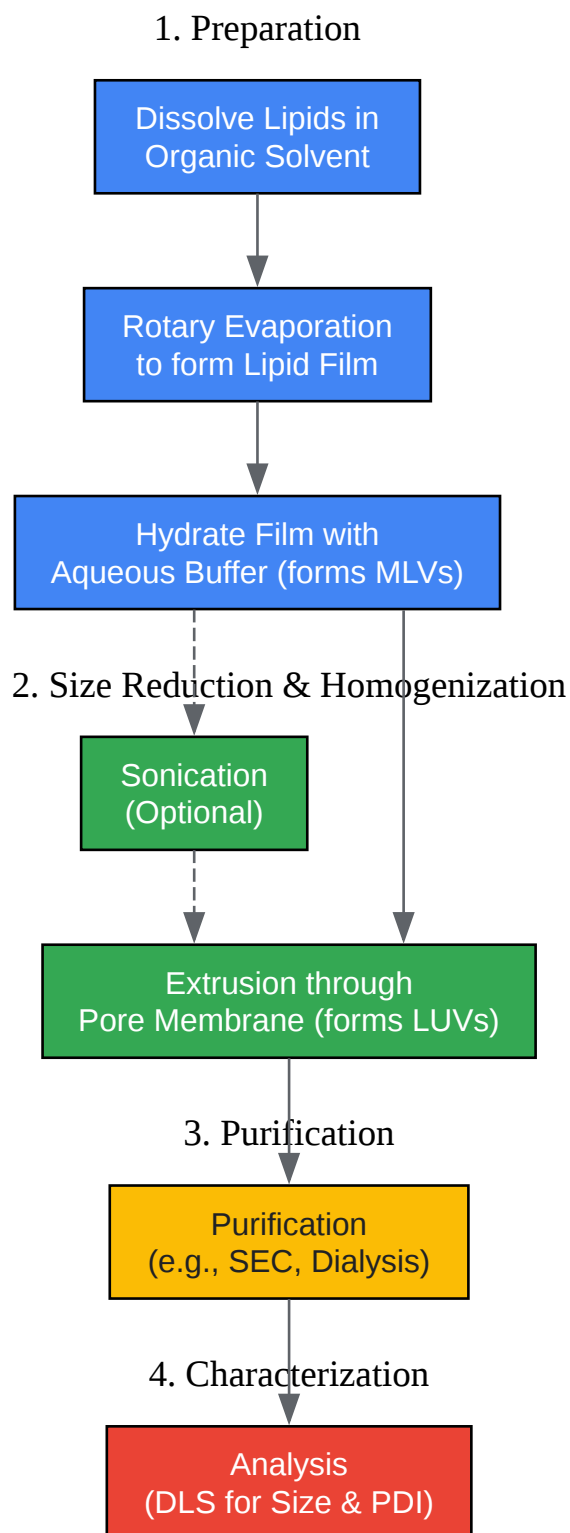 1. Preparation
Dissolve Lipids in
Organic Solvent
Rotary Evaporation
to form Lipid Film
Hydrate Film with
Aqueous Buffer (forms MLVs)
2. Size Reduction & Homogenization
Sonication
(Optional)
Extrusion through
Pore Membrane (forms LUVs)
3. Purification
Purification
(e.g., SEC, Dialysis)
4. Characterization
Analysis
(DLS for Size & PDI)